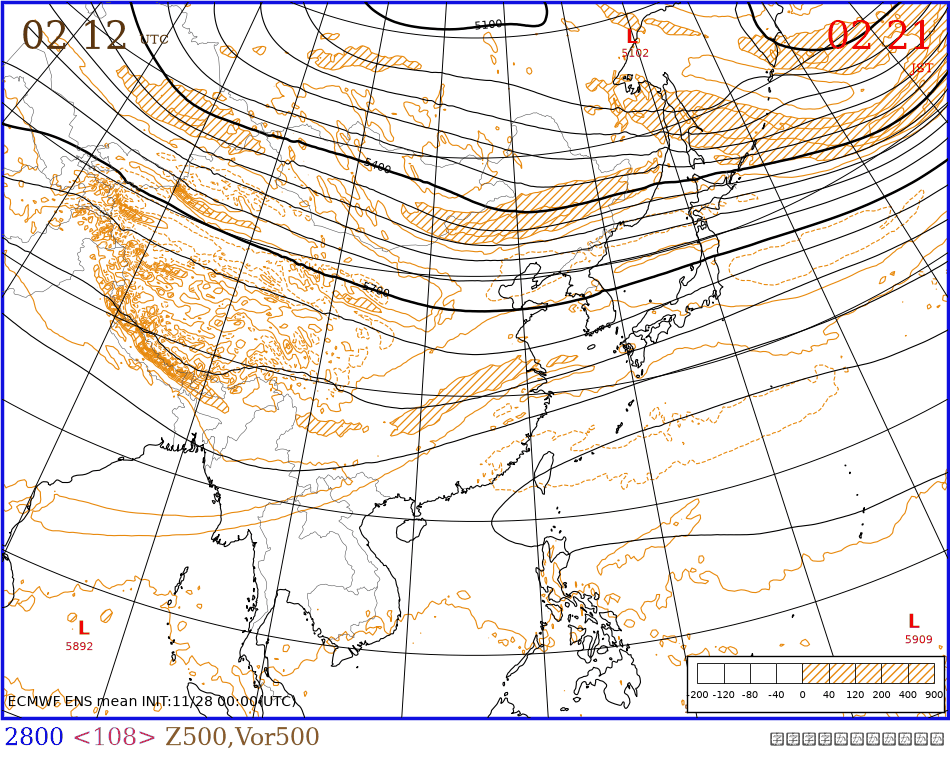 02 12 UTC
02 21
JST
5100
L
5102
5400
5700
L
5892
L
5909
-200 -120 -80 -40 0 40 120 200 400 900
ECMWF ENS mean INIT:11/28 00:00(UTC)
2800 <108> Z500,Vor500